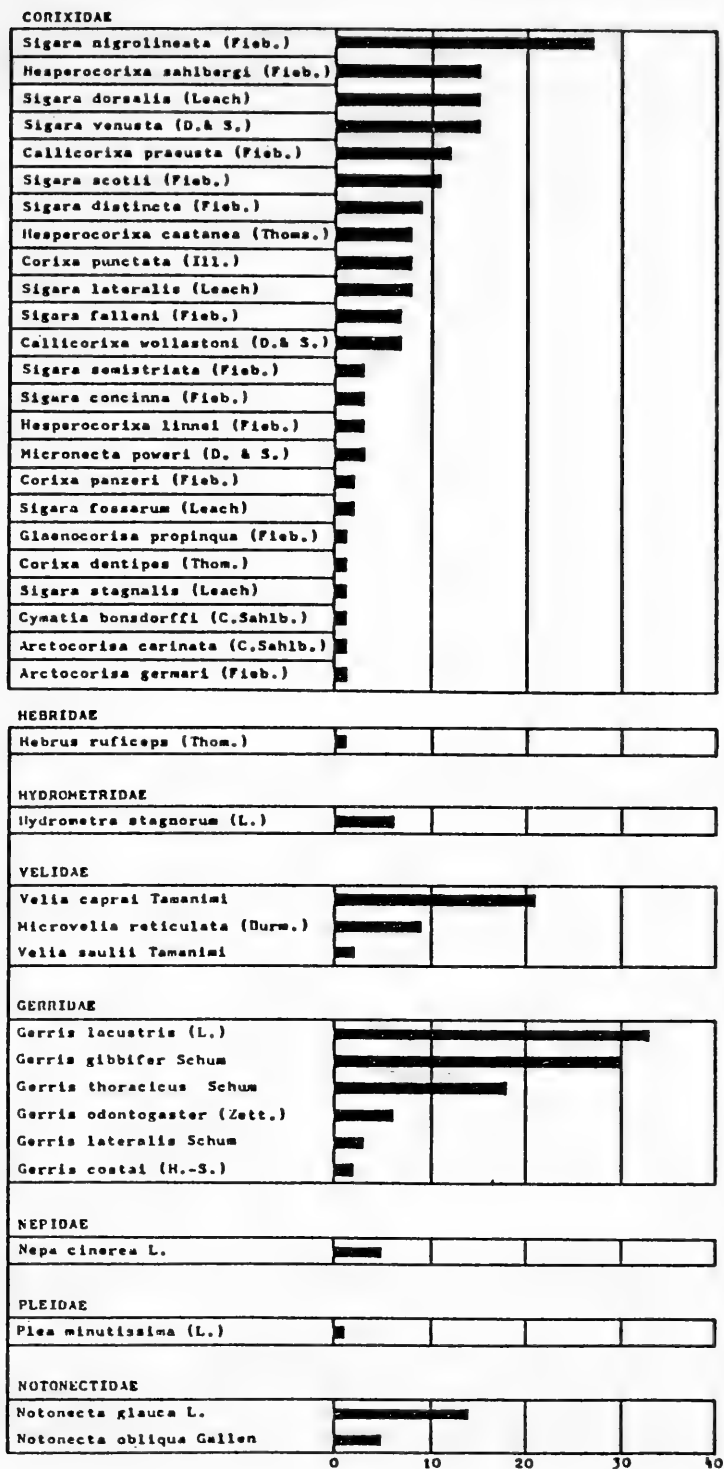 CORIXIDAE
Sigara nigrolineata (Fieb.)
Hesperocorixa sahlbergi (Fieb.)
Sigara dorsalis (Leach)
Sigara venusta (D.& S.)
Callicorixa praeusta (Fieb.)
Sigara scotii (Fieb.)
Sigara distincta (Fieb.)
Hesperocorixa castanea (Thoms.)
Corixa punctata (Ill.)
Sigara lateralis (Leach)
Sigara falleni (Fieb.)
Callicorixa wollastoni (D.& S.)
Sigara semistriata (Fieb.)
Sigara concinna (Fieb.)
Hesperocorixa linnei (Fieb.)
Micronecta poweri (D. & S.)
Corixa panzeri (Fieb.)
Sigara fossarum (Leach)
Glaenocorisa propinqua (Fieb.)
Corixa dentipes (Thom.)
Sigara stagnalis (Leach)
Cymatia bonsdorffi (C.Sahlb.)
Arctocorisa carinata (C.Sahlb.)
Arctocorisa germari (Fieb.)
HEBRIDAE
Hebrus ruficeps (Thom.)
HYDROMETRIDAE
Hydrometra stagnorum (L.)
VELIDAE
Velia caprai Tamanimi
Microvelia reticulata (Durm.)
Velia saulii Tamanimi
GERRIDAE
Gerris lacustris (L.)
Gerris gibbifer Schum
Gerris thoracicus Schum
Gerris odontogaster (Zett.)
Gerris lateralis Schum
Gerris costai (H.-S.)
NEPIDAE
Nepa cinerea L.
PLEIDAE
Plea minutissima (L.)
NOTONECTIDAE
Notonecta glauca L.
Notonecta obliqua Gallen
0 10 20 30 40